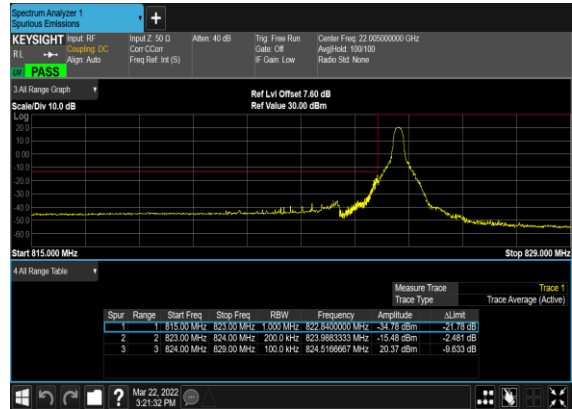 Spectrum Analyzer 1
Spurious Emissions
KEYSIGHT Input: RF Input Z: 50 Ω Atten: 40 dB Trig: Free Run Center Freq: 22.005000000 GHz
RL Coupling: DC Corr CCorr Gate: Off Avg|Hold: 100/100
Align: Auto Freq Ref: Int (S) IF Gain: Low Radio Std: None
LW PASS
3 All Range Graph
Ref Lvl Offset 7.60 dB
Scale/Div 10.0 dB Ref Value 30.00 dBm
Log
20.0
10.0
0.00
-10.0
-20.0
-30.0
-40.0
-50.0
-60.0
Start 815.000 MHz Stop 829.000 MHz
4 All Range Table
Measure Trace Trace 1
Trace Type Trace Average (Active)
Spur Range Start Freq Stop Freq RBW Frequency Amplitude ΔLimit
1 1 815.00 MHz 823.00 MHz 1.000 MHz 822.8400000 MHz -34.78 dBm -21.78 dB
2 2 823.00 MHz 824.00 MHz 200.0 kHz 823.9883333 MHz -15.48 dBm -2.481 dB
3 3 824.00 MHz 829.00 MHz 100.0 kHz 824.5166667 MHz 20.37 dBm -9.633 dB
? Mar 22, 2022
3:21:32 PM